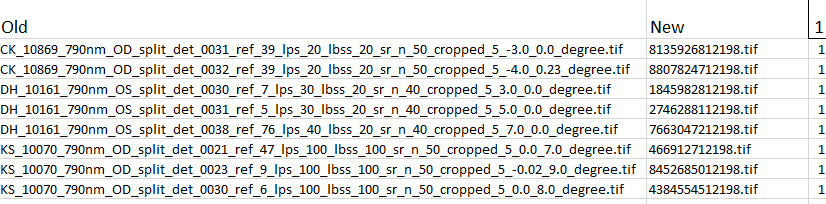 Old New 1
CK_10869_790nm_OD_split_det_0031_ref_39_lps_20_lbss_20_sr_n_50_cropped_5_-3.0_0.0_degree.tif 8135926812198.tif 1
CK_10869_790nm_OD_split_det_0032_ref_39_lps_20_lbss_20_sr_n_50_cropped_5_-4.0_0.23_degree.tif 8807824712198.tif 1
DH_10161_790nm_OS_split_det_0030_ref_7_lps_30_lbss_20_sr_n_40_cropped_5_3.0_0.0_degree.tif 1845982812198.tif 1
DH_10161_790nm_OS_split_det_0031_ref_5_lps_30_lbss_20_sr_n_40_cropped_5_5.0_0.0_degree.tif 2746288112198.tif 1
DH_10161_790nm_OS_split_det_0038_ref_76_lps_40_lbss_20_sr_n_40_cropped_5_7.0_0.0_degree.tif 7663047212198.tif 1
KS_10070_790nm_OD_split_det_0021_ref_47_lps_100_lbss_100_sr_n_50_cropped_5_0.0_7.0_degree.tif 466912712198.tif 1
KS_10070_790nm_OD_split_det_0023_ref_9_lps_100_lbss_100_sr_n_50_cropped_5_-0.02_9.0_degree.tif 8452685012198.tif 1
KS_10070_790nm_OD_split_det_0030_ref_6_lps_100_lbss_100_sr_n_50_cropped_5_0.0_8.0_degree.tif 4384554512198.tif 1